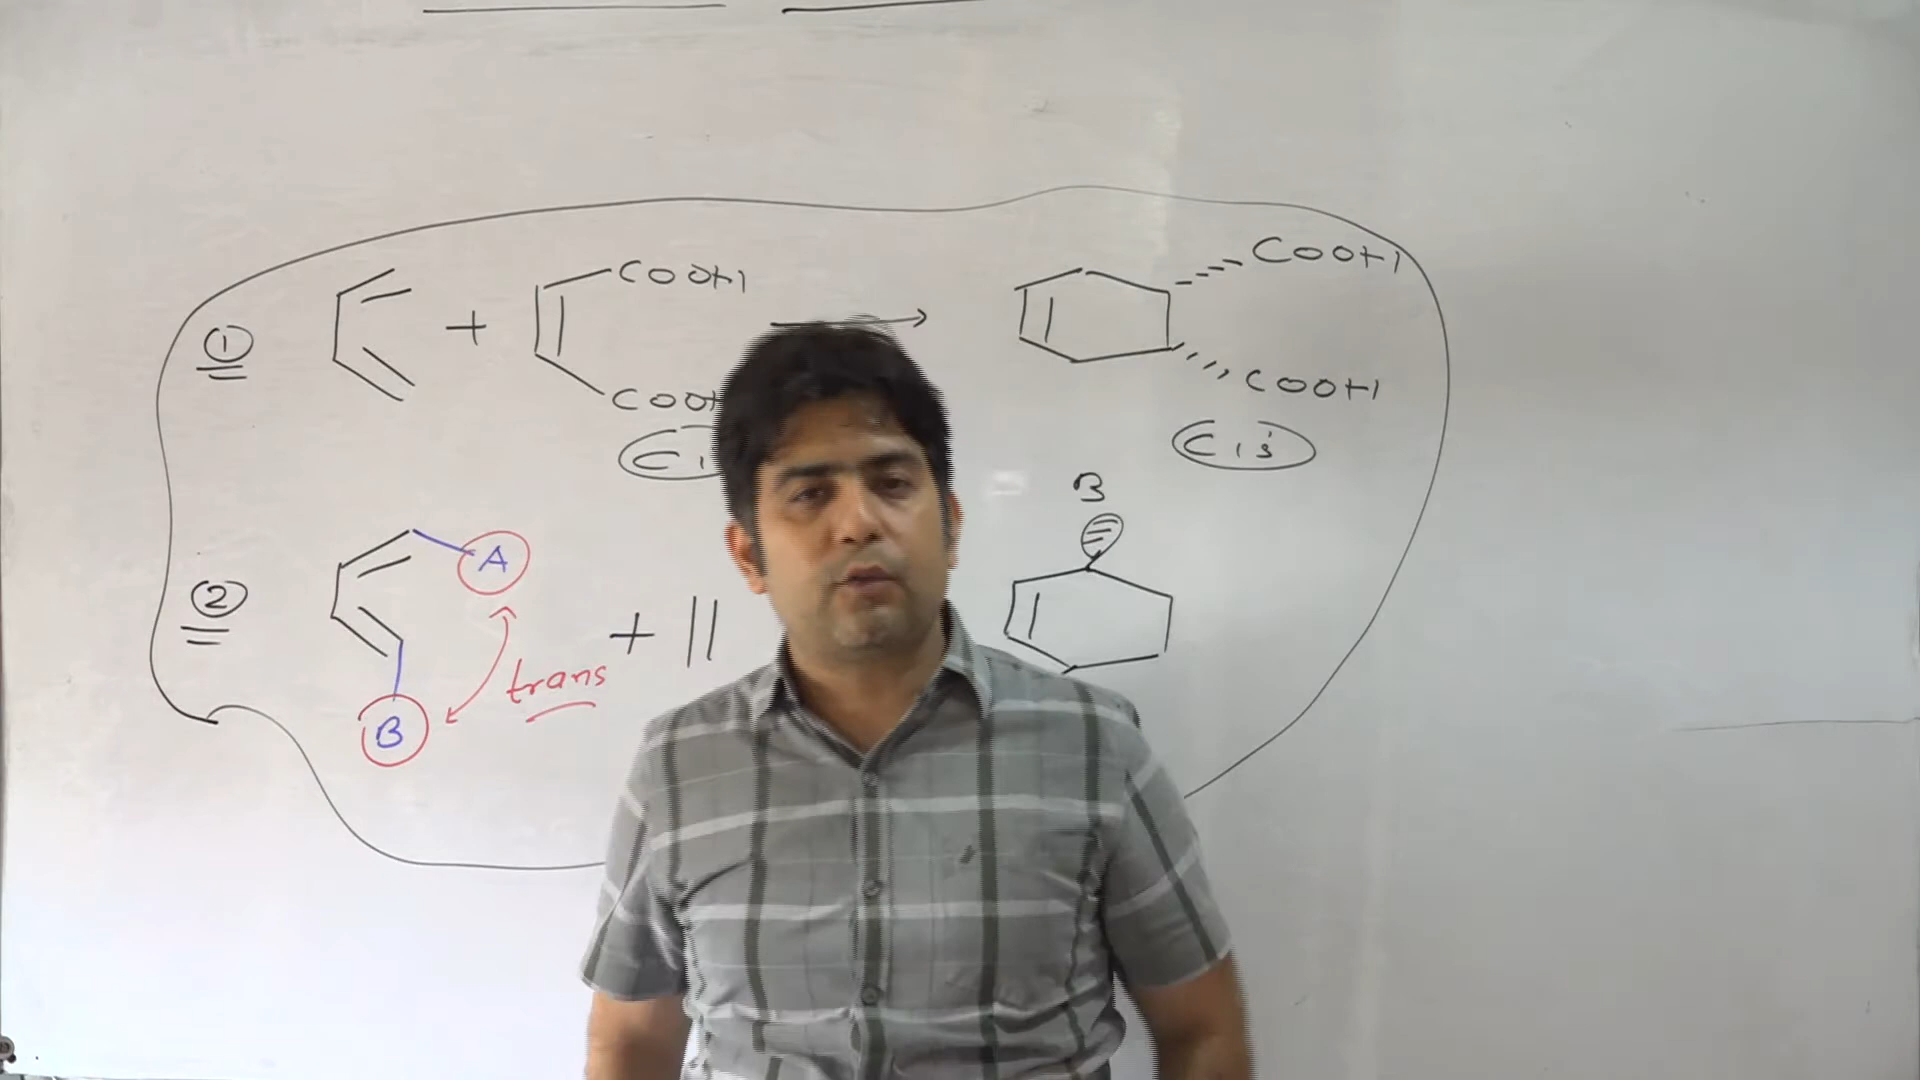 ① + COOH → COOH
COOH COOH
cis
② A + || B
trans
B